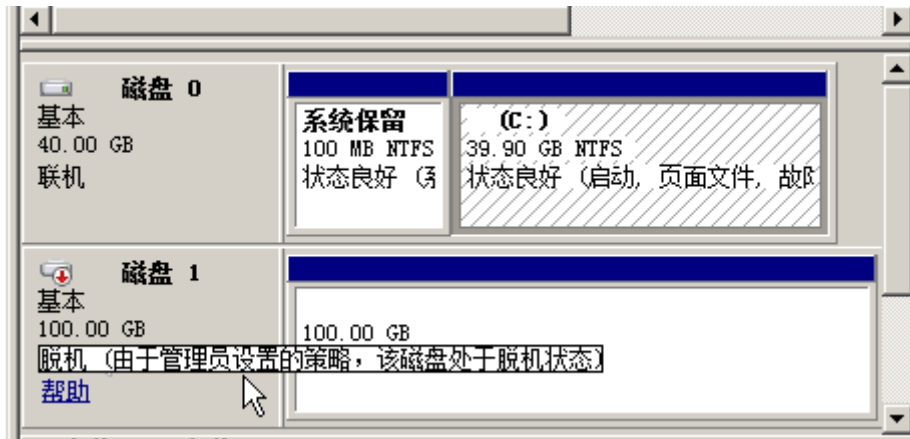 磁盘 0
基本
40.00 GB
联机
系统保留
100 MB NTFS
状态良好 (系
(C:)
39.90 GB NTFS
状态良好 (启动, 页面文件, 故障
磁盘 1
基本
100.00 GB
脱机 (由于管理员设置的策略，该磁盘处于脱机状态)
帮助
100.00 GB